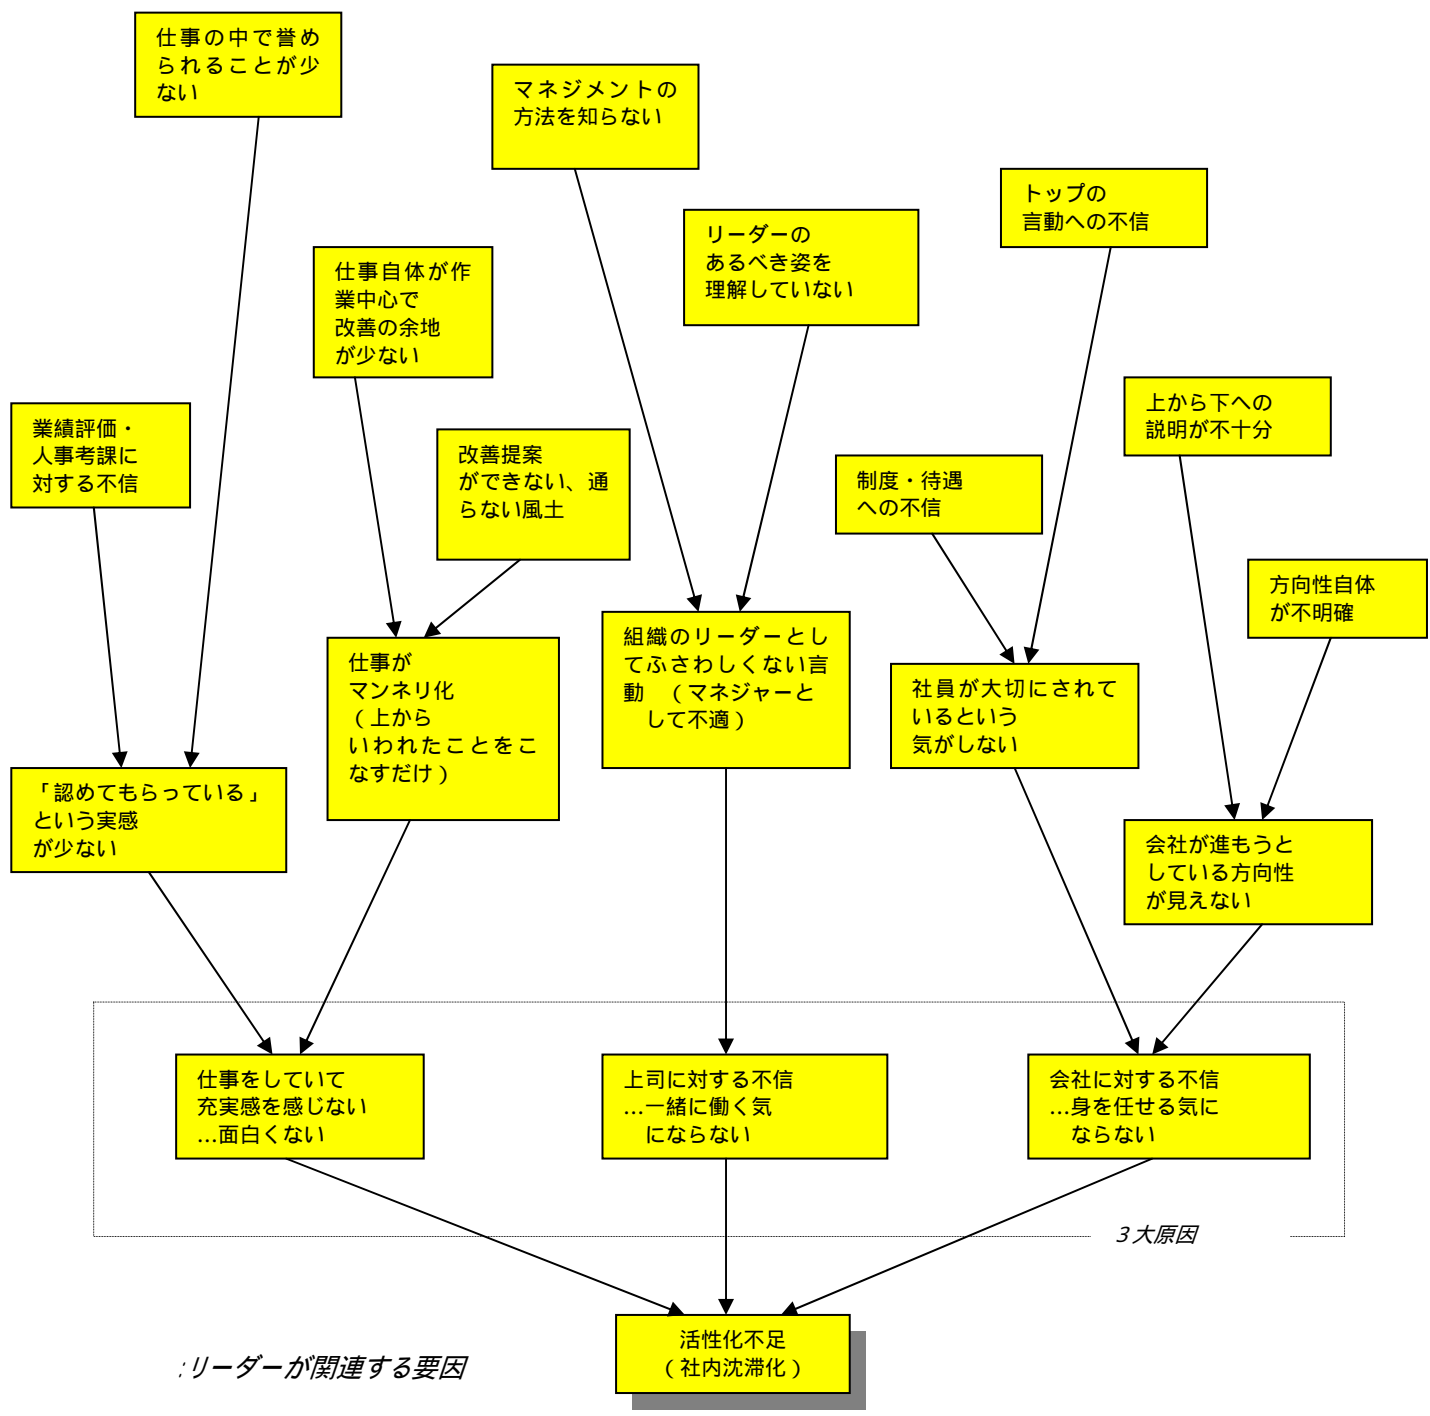 仕事の中で誉め
られることが少
ない
マネジメントの
方法を知らない
トップの
言動への不信
リーダーの
あるべき姿を
理解していない
仕事自体が作
業中心で
改善の余地
が少ない
上から下への
説明が不十分
業績評価・
人事考課に
対する不信
改善提案
ができない、通
らない風土
制度・待遇
への不信
方向性自体
が不明確
組織のリーダーとし
てふさわしくない言
動　（マネジャーと
して不適）
仕事が
マンネリ化
（上から
いわれたことをこ
なすだけ）
社員が大切にされて
いるという
気がしない
「認めてもらっている」
という実感
が少ない
会社が進もうと
している方向性
が見えない
仕事をしていて
充実感を感じない
…面白くない
上司に対する不信
…一緒に働く気
にならない
会社に対する不信
…身を任せる気に
ならない
3大原因
活性化不足
（社内沈滞化）
:リーダーが関連する要因